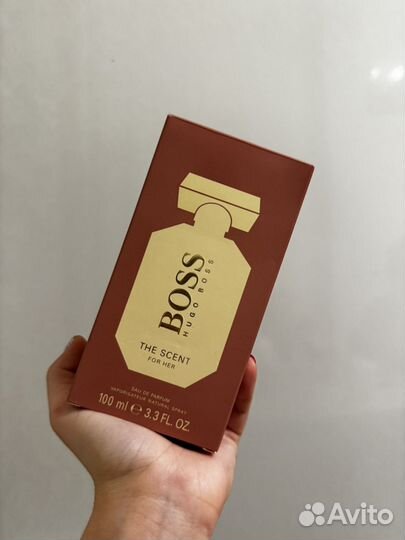 BOSS
HUGO BOSS
THE SCENT
FOR HER
EAU DE PARFUM
VAPORISATEUR NATURAL SPRAY
100 ml ℮ 3.3 FL. OZ.
Avito